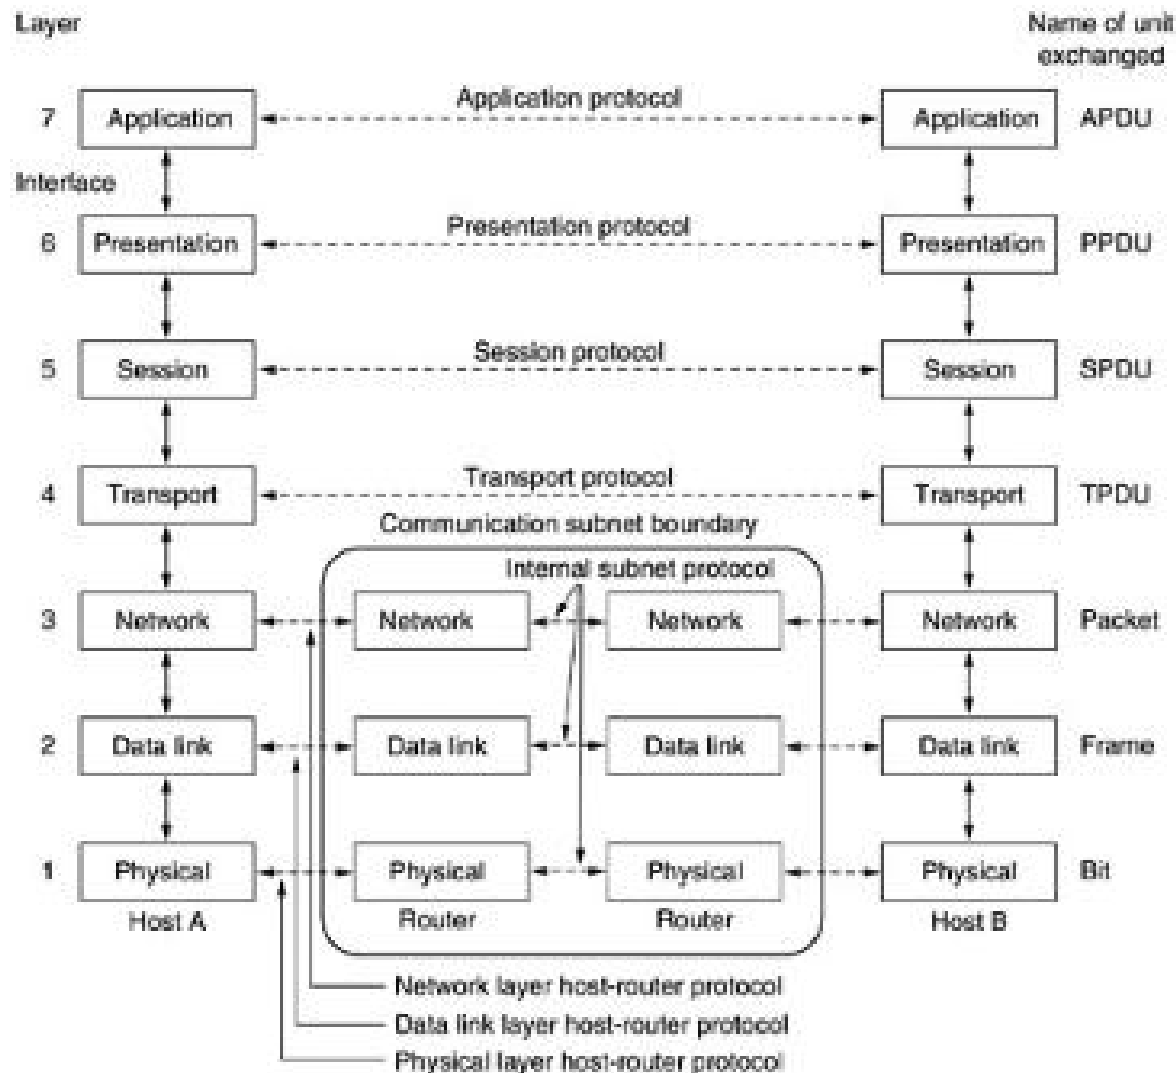 Layer
Name of unit
exchanged
7
Application
Application protocol
Application
APDU
Interface
6
Presentation
Presentation protocol
Presentation
PPDU
5
Session
Session protocol
Session
SPDU
4
Transport
Transport protocol
Transport
TPDU
Communication subnet boundary
Internal subnet protocol
3
Network
Network
Network
Network
Packet
2
Data link
Data link
Data link
Data link
Frame
1
Physical
Physical
Physical
Physical
Bit
Host A
Router
Router
Host B
Network layer host-router protocol
Data link layer host-router protocol
Physical layer host-router protocol